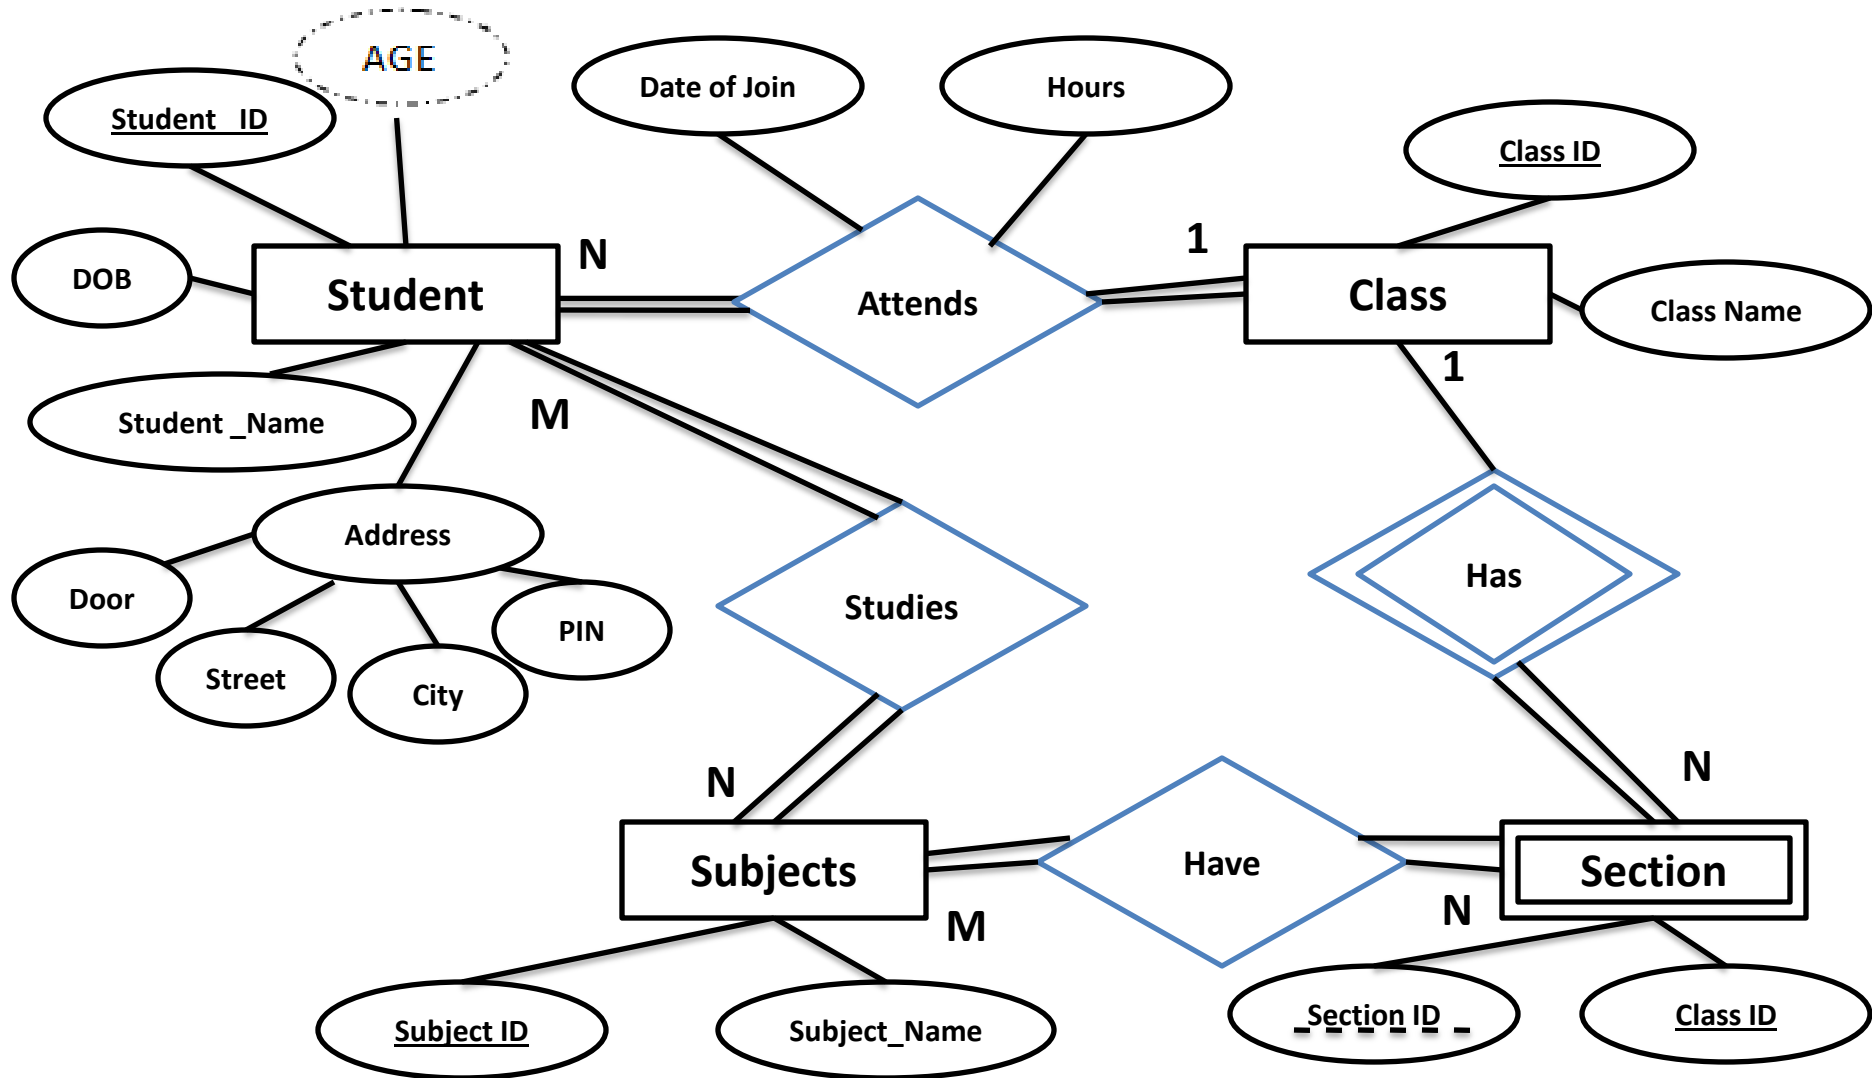 AGE
Student _ID
Date of Join
Hours
Class ID
DOB
Student
N
Attends
1
Class
Class Name
1
Student _Name
M
Address
Door
Street
City
PIN
Studies
Has
N
N
Subjects
Have
Section
M
N
Subject ID
Subject_Name
Section ID
Class ID